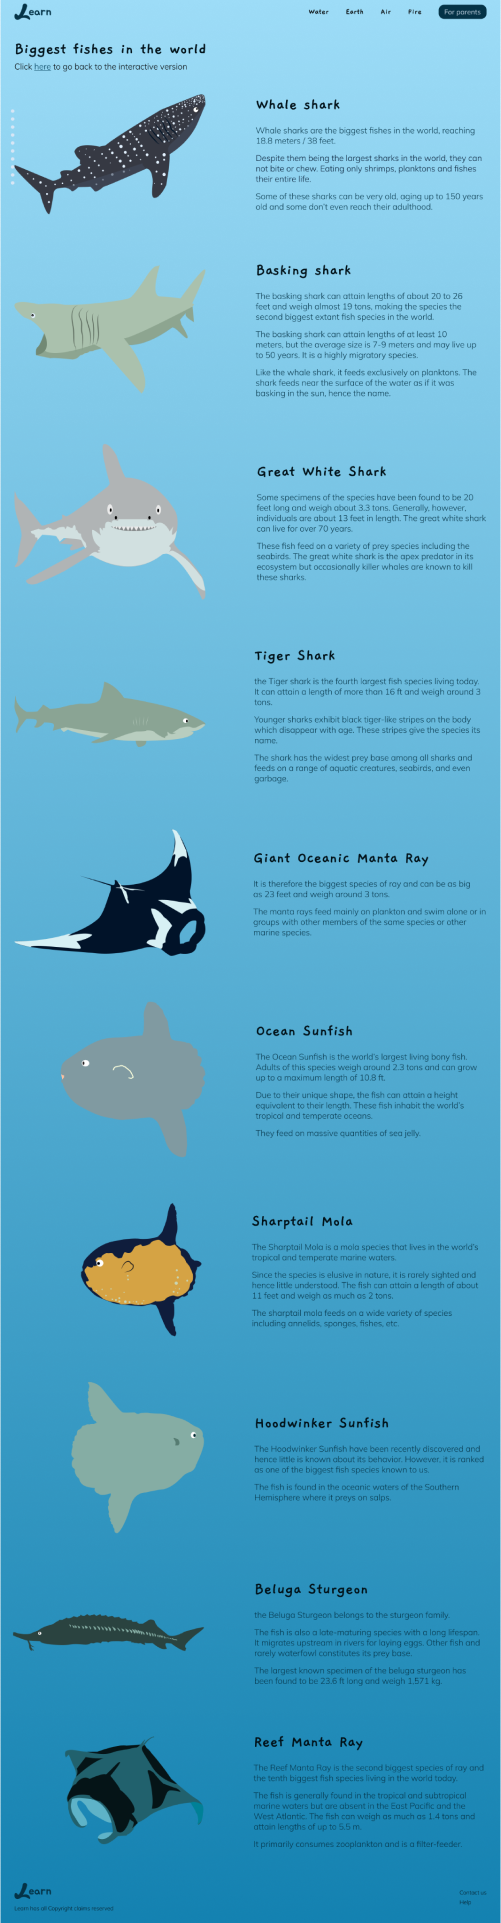 Learn
Water Earth Air Fire For parents
Biggest fishes in the world
Click here to go back to the interactive version
Whale shark
Whale sharks are the biggest fishes in the world, reaching
18.8 meters / 38 feet.
Despite them being the largest sharks in the world, they can
not bite or chew. Eating only shrimps, planktons and fishes
their entire life.
Some of these sharks can be very old, aging up to 150 years
old and some don't even reach their adulthood.
Basking shark
The basking shark can attain lengths of about 20 to 26
feet and weigh almost 19 tons, making the species the
second biggest extant fish species in the world.
The basking shark can attain lengths of at least 10
meters, but the average size is 7-9 meters and may live up
to 50 years. It is a highly migratory species.
Like the whale shark, it feeds exclusively on planktons. The
shark feeds near the surface of the water as if it was
basking in the sun, hence the name.
Great White Shark
Some specimens of the species have been found to be 20
feet long and weigh about 3.3 tons. Generally, however,
individuals are about 13 feet in length. The great white shark
can live for over 70 years.
These fish feed on a variety of prey species including the
seabirds. The great white shark is the apex predator in its
ecosystem but occasionally killer whales are known to kill
these sharks.
Tiger Shark
the Tiger shark is the fourth largest fish species living today.
It can attain a length of more than 16 ft and weigh around 3
tons.
Younger sharks exhibit black tiger-like stripes on the body
which disappear with age. These stripes give the species its
name.
The shark has the widest prey base among all sharks and
feeds on a range of aquatic creatures, seabirds, and even
garbage.
Giant Oceanic Manta Ray
It is therefore the biggest species of ray and can be as big
as 23 feet and weigh around 3 tons.
The manta rays feed mainly on plankton and swim alone or in
groups with other members of the same species or other
marine species.
Ocean Sunfish
The Ocean Sunfish is the world's largest living bony fish.
Adults of this species weigh around 2.3 tons and can grow
up to a maximum length of 10.8 ft.
Due to their unique shape, the fish can attain a height
equivalent to their length. These fish inhabit the world's
tropical and temperate oceans.
They feed on massive quantities of sea jelly.
Sharptail Mola
The Sharptail Mola is a mola species that lives in the world's
tropical and temperate marine waters.
Since the species is elusive in nature, it is rarely sighted and
hence little understood. The fish can attain a length of about
11 feet and weigh as much as 2 tons.
The sharptail mola feeds on a wide variety of species
including annelids, sponges, fishes, etc.
Hoodwinker Sunfish
The Hoodwinker Sunfish have been recently discovered and
hence little is known about its behavior. However, it is ranked
as one of the biggest fish species known to us.
The fish is found in the oceanic waters of the Southern
Hemisphere where it preys on salps.
Beluga Sturgeon
the Beluga Sturgeon belongs to the sturgeon family.
The fish is also a late-maturing species with a long lifespan.
It migrates upstream in rivers for laying eggs. Other fish and
rarely waterfowl constitutes its prey base.
The largest known specimen of the beluga sturgeon has
been found to be 23.6 ft long and weigh 1,571 kg.
Reef Manta Ray
The Reef Manta Ray is the second biggest species of ray and
the tenth biggest fish species living in the world today.
The fish is generally found in the tropical and subtropical
marine waters but are absent in the East Pacific and the
West Atlantic. The fish can weigh as much as 1.4 tons and
attain lengths of up to 5.5 m.
It primarily consumes zooplankton and is a filter-feeder.
Learn
Learn has all Copyright claims reserved
Contact us
Help